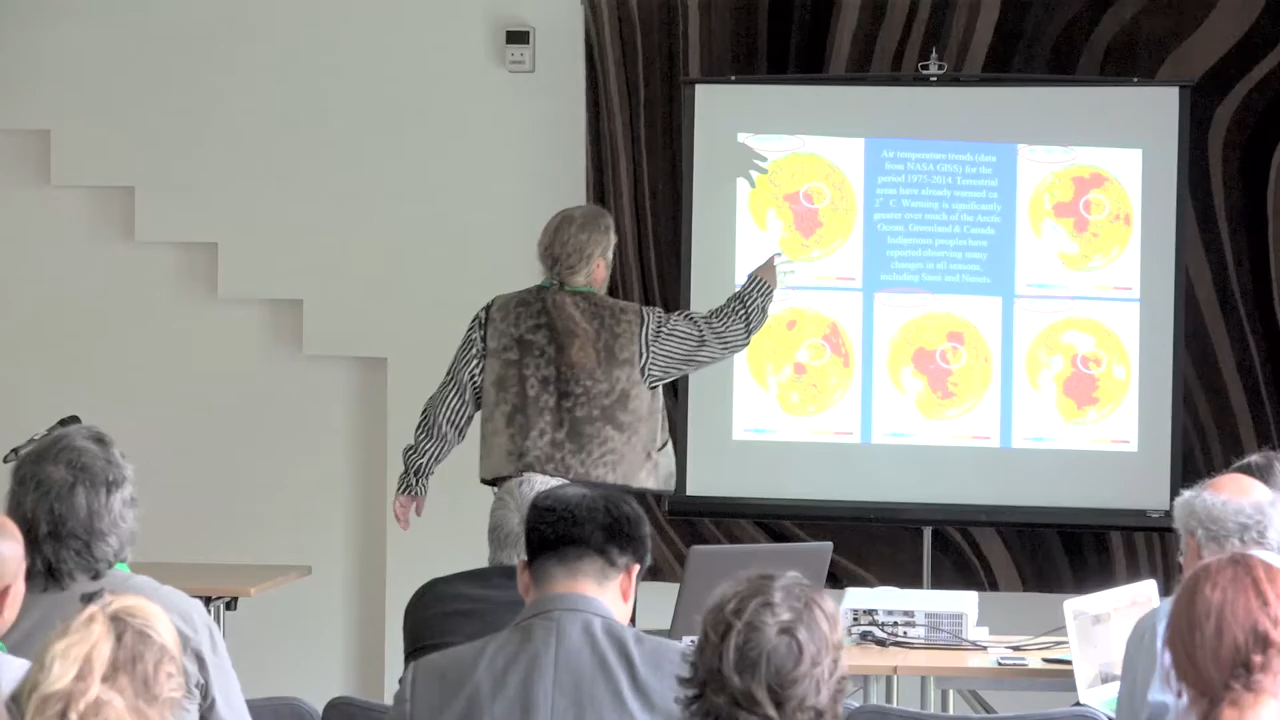 Air temperature trends (data
from NASA GISS) for the
period 1975-2014. Terrestrial
areas have already warmed ca
2° C. Warming is significantly
greater over much of the Arctic
Ocean, Greenland & Canada.
Indigenous peoples have
reported observing many
changes in all seasons,
including Sami and Nenets.